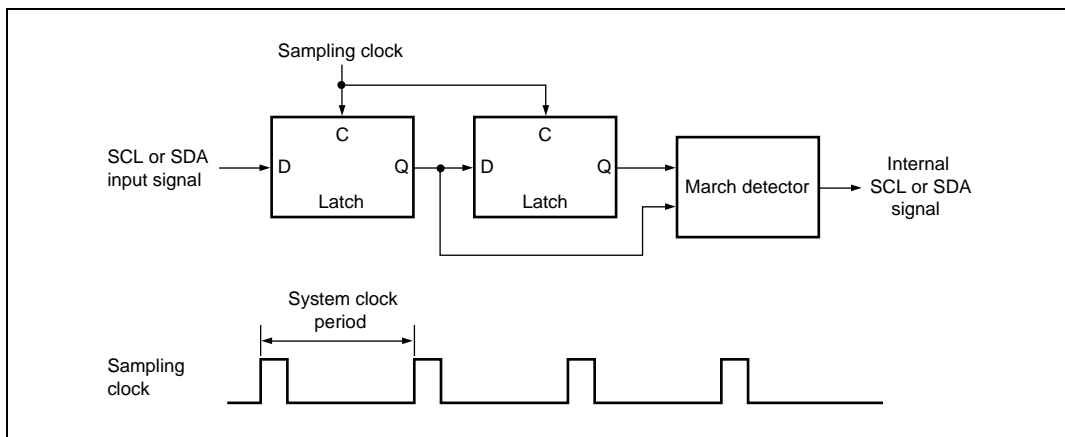 Sampling clock
SCL or SDA
input signal
C
D
Q
Latch
C
D
Q
Latch
March detector
Internal
SCL or SDA
signal
System clock
period
Sampling
clock